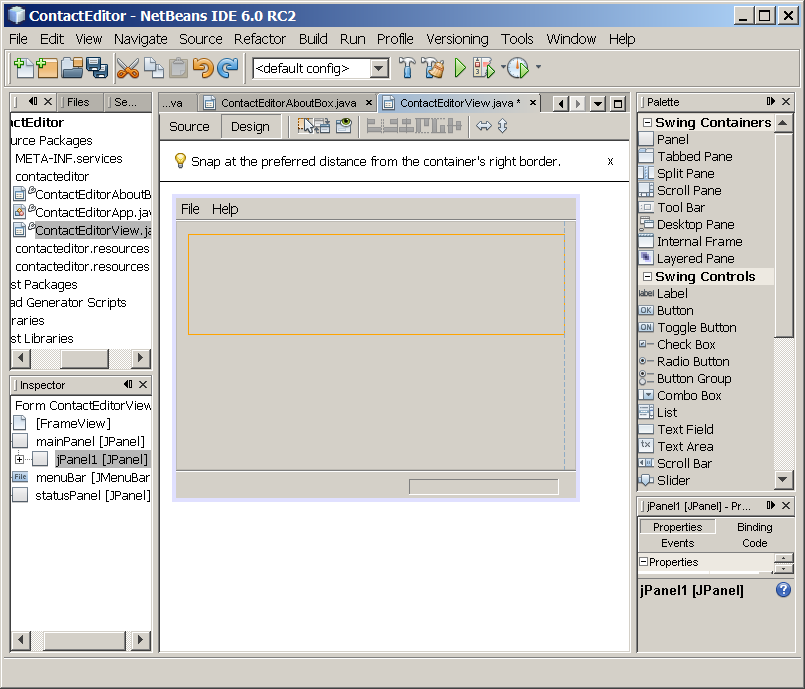 ContactEditor - NetBeans IDE 6.0 RC2
File Edit View Navigate Source Refactor Build Run Profile Versioning Tools Window Help
<default config>
Files Se...
...va ContactEditorAboutBox.java ContactEditorView.java *
Source Design
Snap at the preferred distance from the container's right border. x
File Help
ntactEditor
urce Packages
META-INF.services
contacteditor
ContactEditorAboutB
ContactEditorApp.jav
ContactEditorView.ja
contacteditor.resources
contacteditor.resources
st Packages
ad Generator Scripts
raries
st Libraries
Inspector
Form ContactEditorView
[FrameView]
mainPanel [JPanel]
jPanel1 [JPanel]
File menuBar [JMenuBar
statusPanel [JPanel]
Palette
Swing Containers
Panel
Tabbed Pane
Split Pane
Scroll Pane
Tool Bar
Desktop Pane
Internal Frame
Layered Pane
Swing Controls
label Label
OK Button
ON Toggle Button
Check Box
Radio Button
Button Group
Combo Box
List
Text Field
tx Text Area
Scroll Bar
Slider
jPanel1 [JPanel] - Pr...
Properties Binding
Events Code
Properties
jPanel1 [JPanel] ?